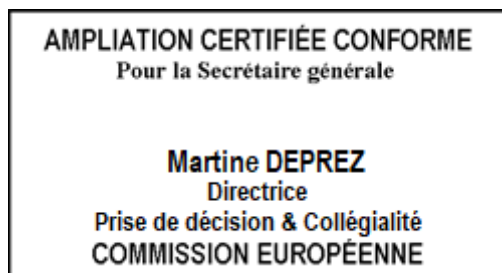 AMPLIATION CERTIFIÉE CONFORME
Pour la Secrétaire générale
Martine DEPREZ
Directrice
Prise de décision & Collégialité
COMMISSION EUROPÉENNE